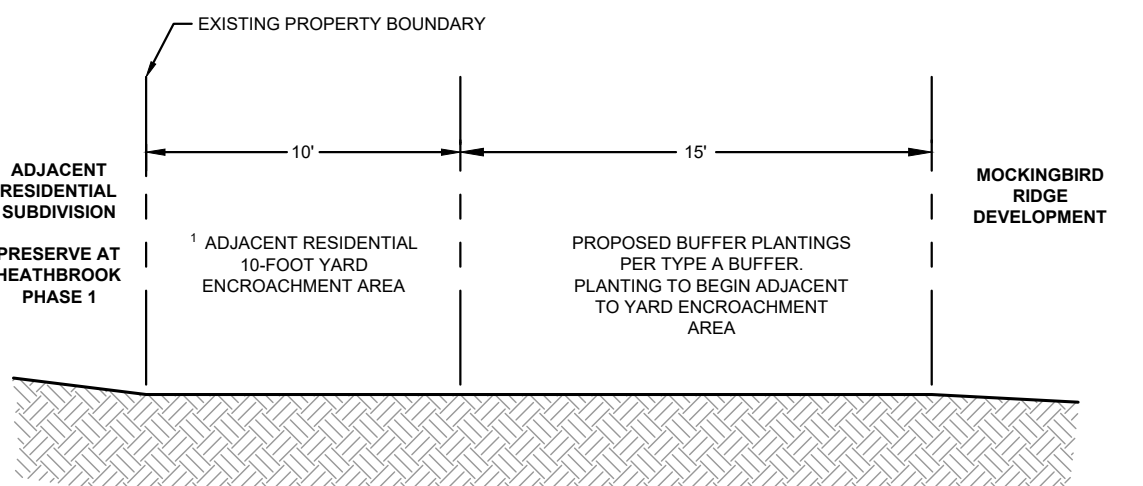 EXISTING PROPERTY BOUNDARY
10'
15'
ADJACENT
RESIDENTIAL
SUBDIVISION
PRESERVE AT
HEATHBROOK
PHASE 1
1 ADJACENT RESIDENTIAL
10-FOOT YARD
ENCROACHMENT AREA
PROPOSED BUFFER PLANTINGS
PER TYPE A BUFFER.
PLANTING TO BEGIN ADJACENT
TO YARD ENCROACHMENT
AREA
MOCKINGBIRD
RIDGE
DEVELOPMENT